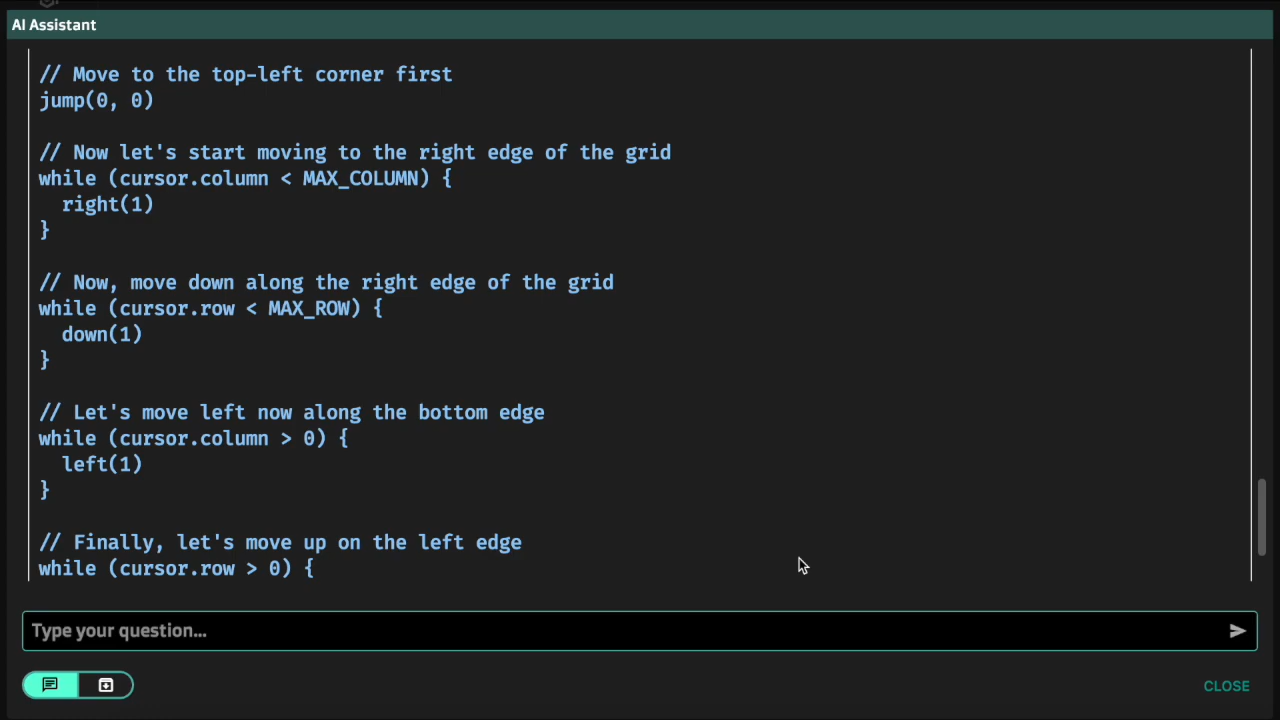 AI Assistant
// Move to the top-left corner first
jump(0, 0)
// Now let's start moving to the right edge of the grid
while (cursor.column < MAX_COLUMN) {
  right(1)
}
// Now, move down along the right edge of the grid
while (cursor.row < MAX_ROW) {
  down(1)
}
// Let's move left now along the bottom edge
while (cursor.column > 0) {
  left(1)
}
// Finally, let's move up on the left edge
while (cursor.row > 0) {
Type your question...
CLOSE